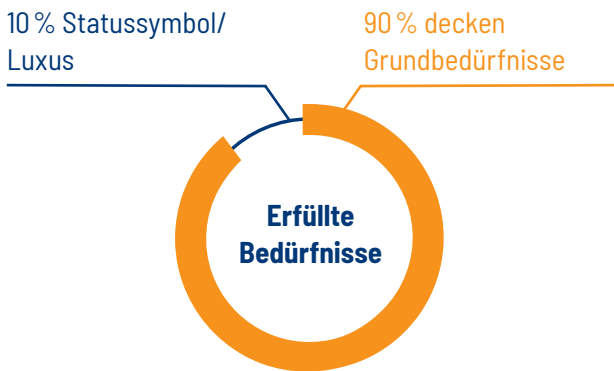 10 % Statussymbol/
Luxus
90 % decken
Grundbedürfnisse
Erfüllte
Bedürfnisse